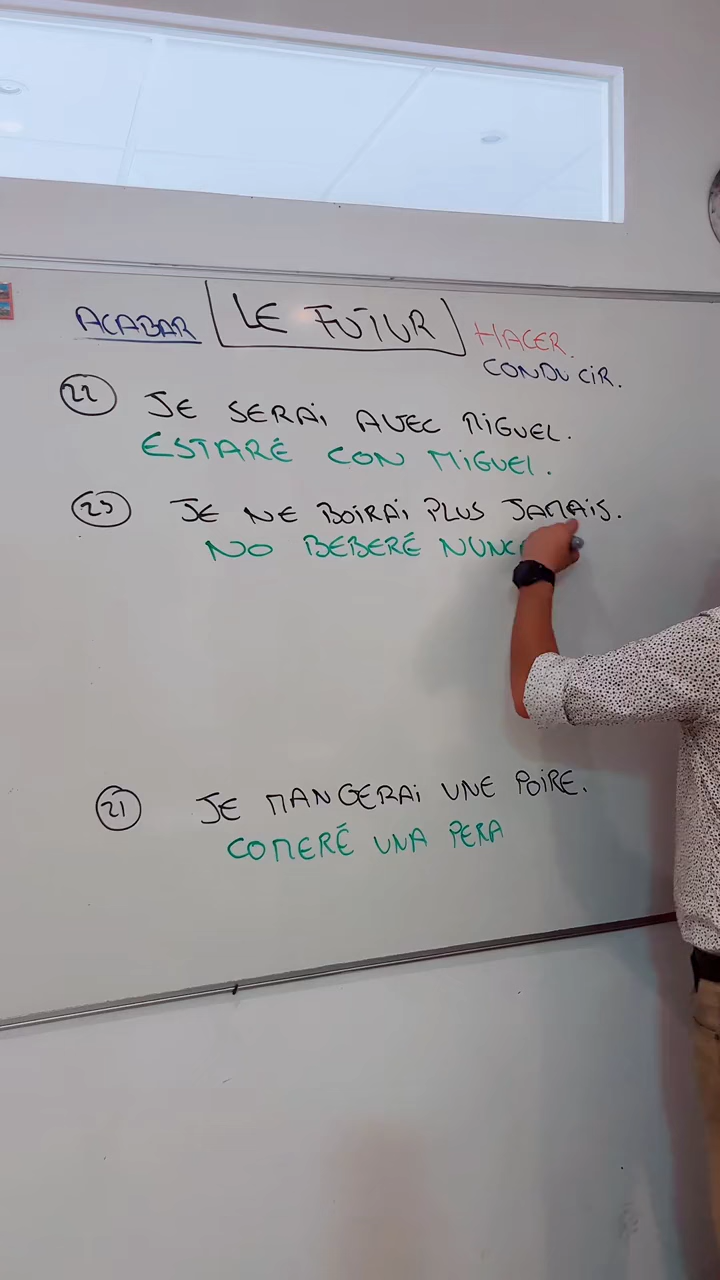 ACABAR
LE FUTUR
HACER.
CONDUCIR.
22 JE SERAi AVEC MIGUEL.
ESTARÉ CON MIGUEL.
23 JE NE BOIRAi PLUS JAMAIS.
NO BEBERÉ
21 JE MANGERAi UNE POIRE.
COMERÉ UNA PERA